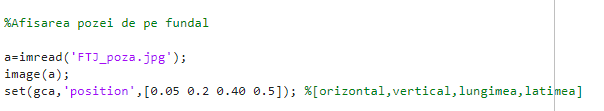 %Afisarea pozei de pe fundal
a=imread('FTJ_poza.jpg');
image(a);
set(gca,'position',[0.05 0.2 0.40 0.5]); %[orizontal,vertical,lungimea,latimea]